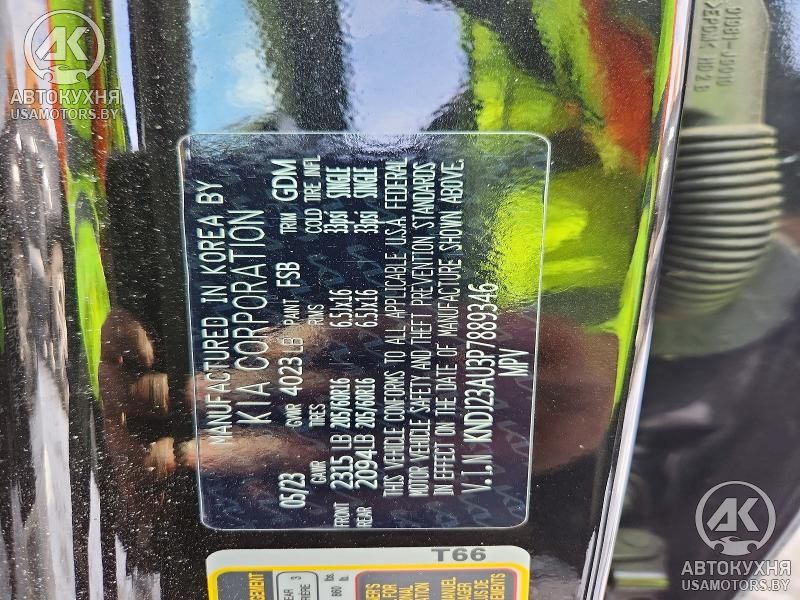 MANUFACTURED IN KOREA BY
KIA CORPORATION
05/23 GVWR 4023 LB PAINT FSB TRIM GDM
GAWR TIRES RIMS COLD TIRE INFL
FRONT 2315 LB 205/60R16 6.5Jx16 33psi SINGLE
REAR 2094LB 205/60R16 6.5Jx16 33psi SINGLE
THIS VEHICLE CONFORMS TO ALL APPLICABLE U.S.A. FEDERAL
MOTOR VEHICLE SAFETY AND THEFT PREVENTION STANDARDS
IN EFFECT ON THE DATE OF MANUFACTURE SHOWN ABOVE.
V.I.N KNDJ23AU3P7889346
MPV
T66
AK
АВТОКУХНЯ
USAMOTORS.BY
AK
АВТОКУХНЯ
USAMOTORS.BY